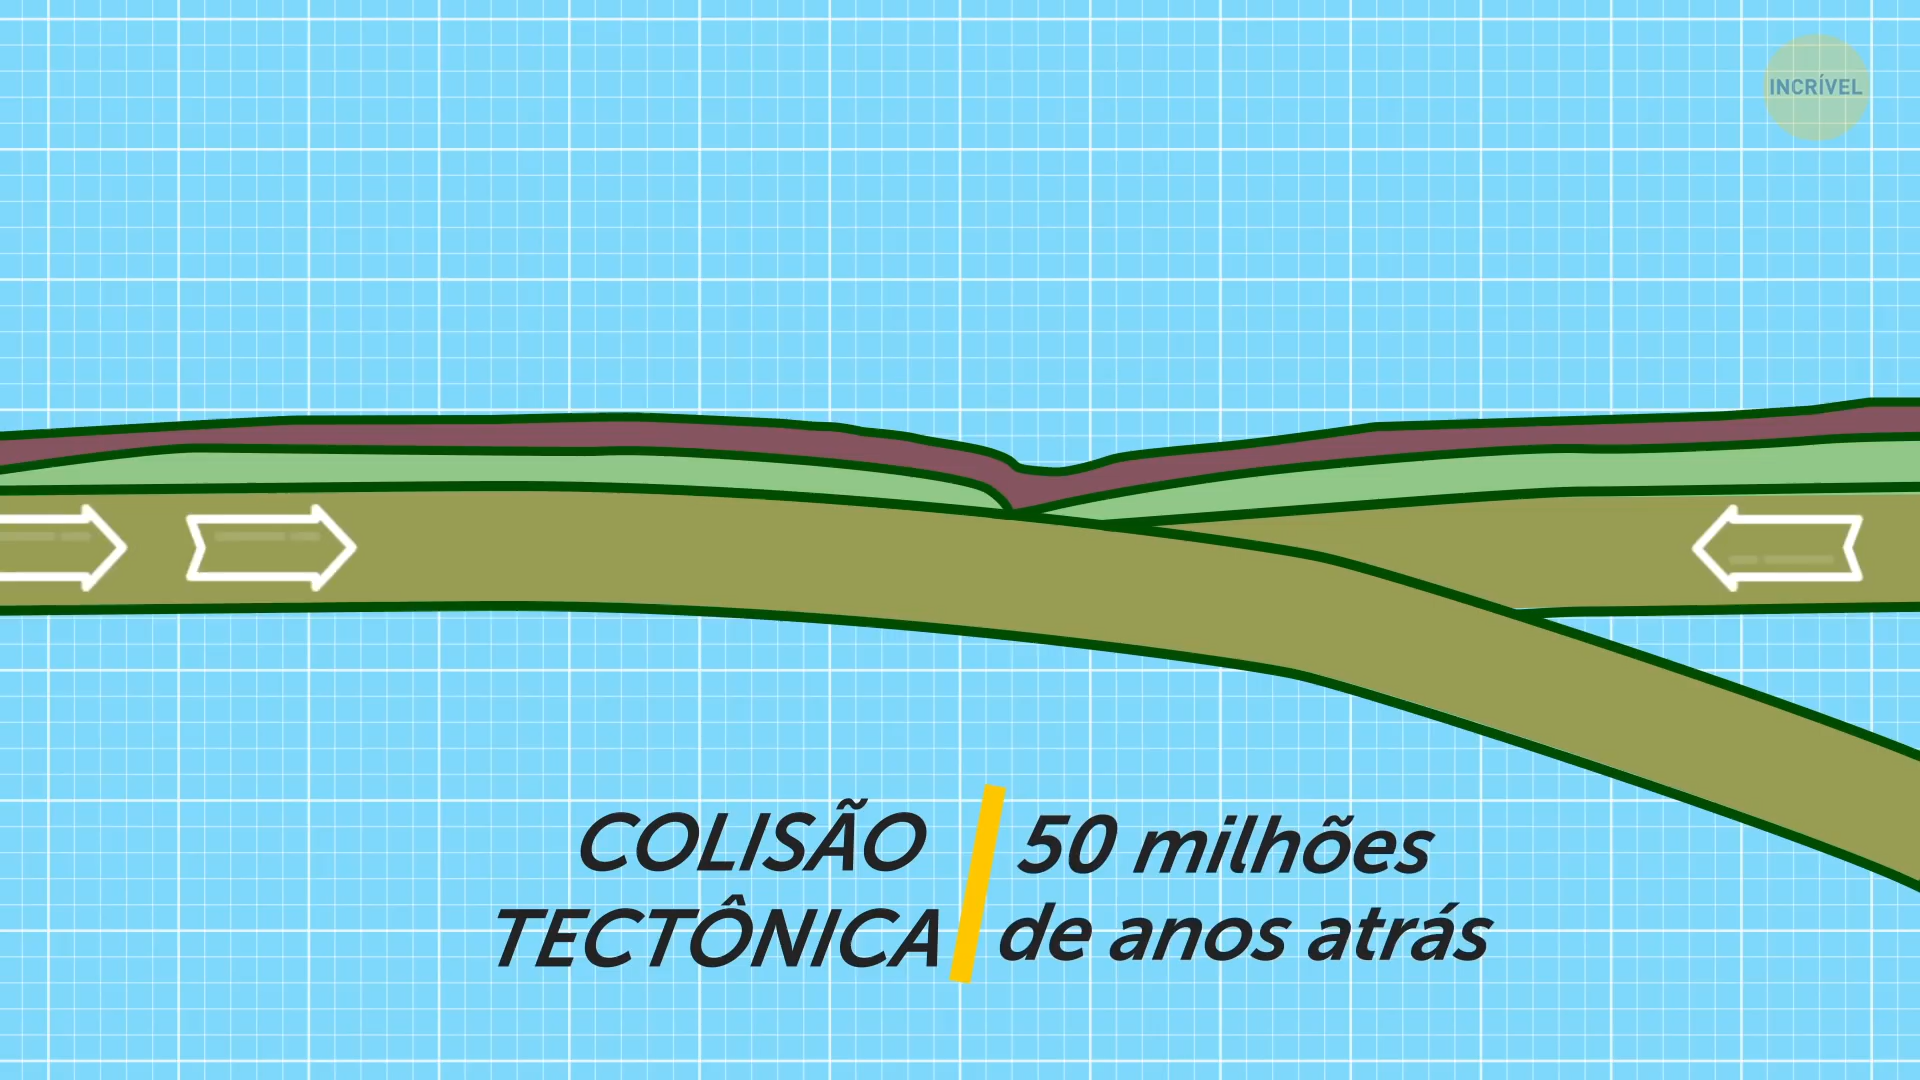 INCRÍVEL
COLISÃO
TECTÔNICA
50 milhões
de anos atrás